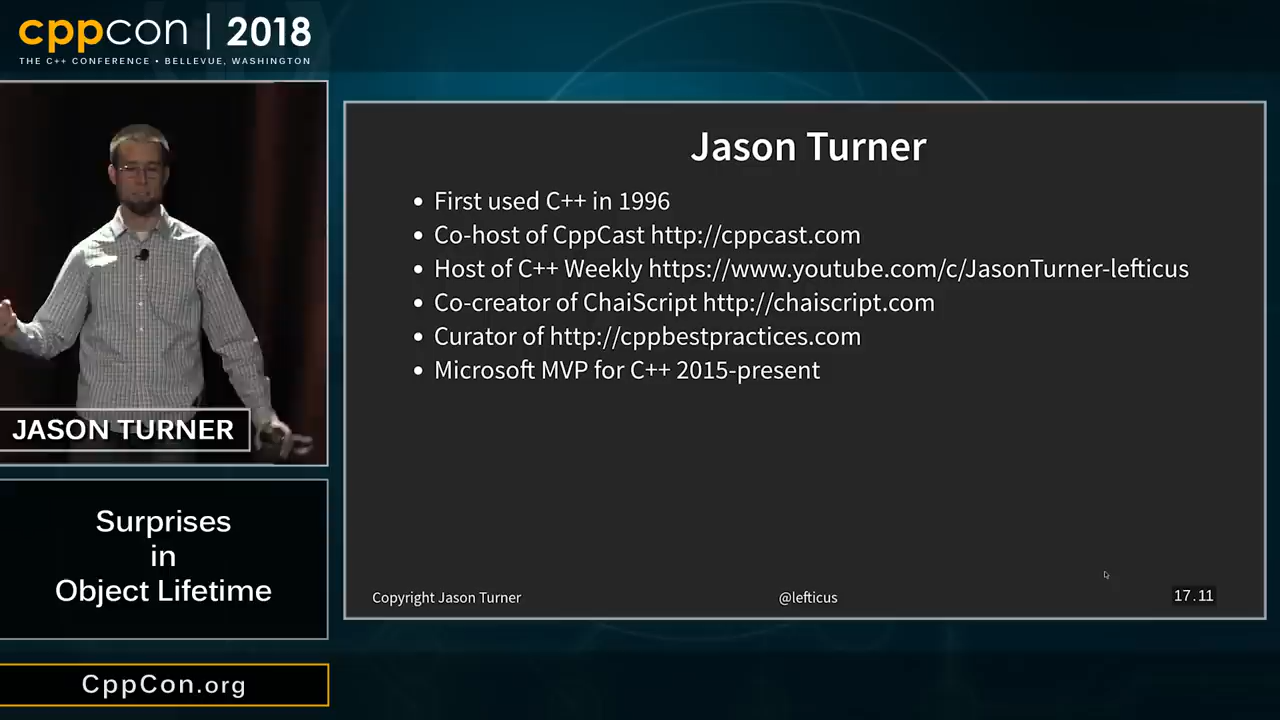 cppcon | 2018
THE C++ CONFERENCE • BELLEVUE, WASHINGTON
JASON TURNER
Surprises
in
Object Lifetime
CppCon.org
Jason Turner
• First used C++ in 1996
• Co-host of CppCast http://cppcast.com
• Host of C++ Weekly https://www.youtube.com/c/JasonTurner-lefticus
• Co-creator of ChaiScript http://chaiscript.com
• Curator of http://cppbestpractices.com
• Microsoft MVP for C++ 2015-present
Copyright Jason Turner
@lefticus
17.11